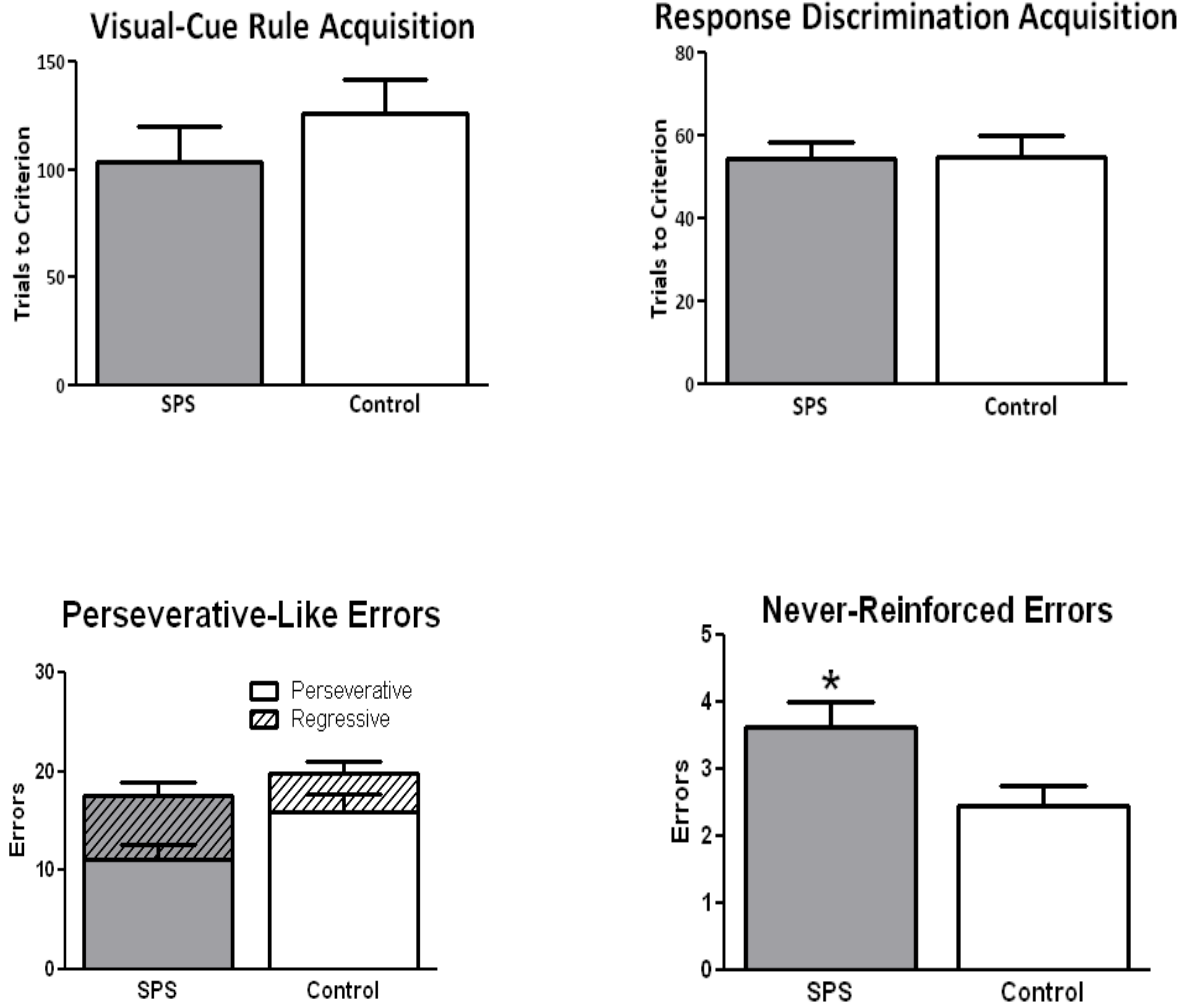 Visual-Cue Rule Acquisition
Trials to Criterion
150
100
50
0
SPS
Control
Response Discrimination Acquisition
Trials to Criterion
80
60
40
20
0
SPS
Control
Perseverative-Like Errors
Errors
30
20
10
0
Perseverative
Regressive
SPS
Control
Never-Reinforced Errors
Errors
5
4
3
2
1
0
*
SPS
Control